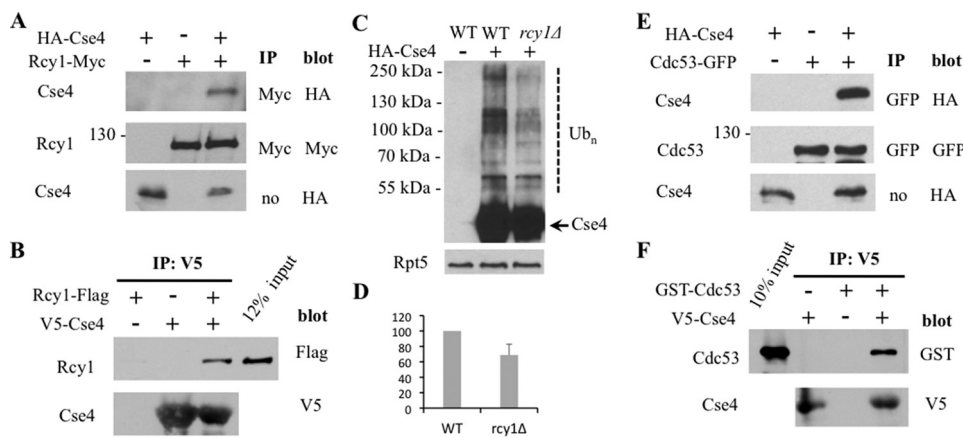 A
HA-Cse4 + - +
Rcy1-Myc - + + IP blot
Cse4 Myc HA
130 -
Rcy1 Myc Myc
Cse4 no HA
B
IP: V5
Rcy1-Flag + - + 12% input
V5-Cse4 - + + blot
Rcy1 Flag
Cse4 V5
C
WT WT rcy1Δ
HA-Cse4 - + +
250 kDa -
130 kDa -
100 kDa -
70 kDa -
55 kDa -
Ubn
Cse4
Rpt5
D
120
100
80
60
40
20
0
WT rcy1Δ
E
HA-Cse4 + - +
Cdc53-GFP - + + IP blot
Cse4 GFP HA
130 -
Cdc53 GFP GFP
Cse4 no HA
F
10% input
IP: V5
GST-Cdc53 - + +
V5-Cse4 + - + blot
Cdc53 GST
Cse4 V5